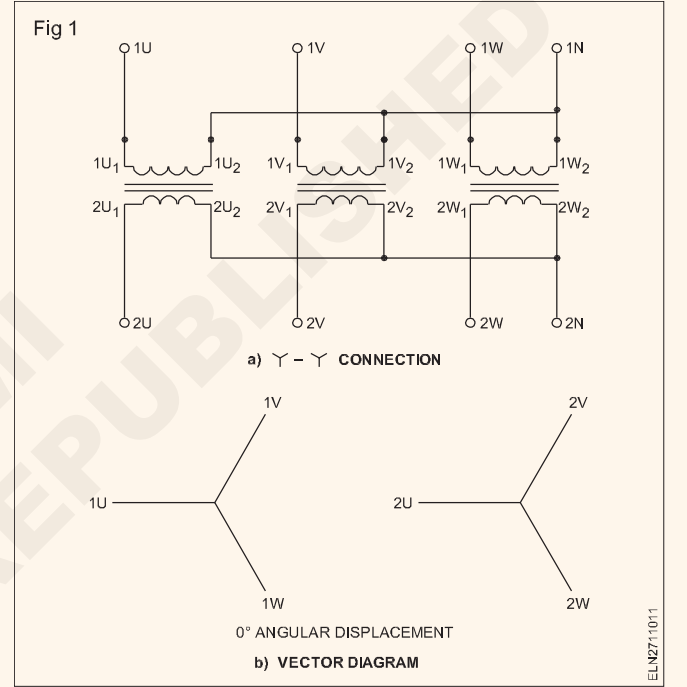 Fig 1
1U 1V 1W 1N
1U1 1U2 1V1 1V2 1W1 1W2
2U1 2U2 2V1 2V2 2W1 2W2
2U 2V 2W 2N
a) Y – Y CONNECTION
1V 2V
1U 2U
1W 2W
0° ANGULAR DISPLACEMENT
b) VECTOR DIAGRAM
ELN2711011
REPUBLISHED